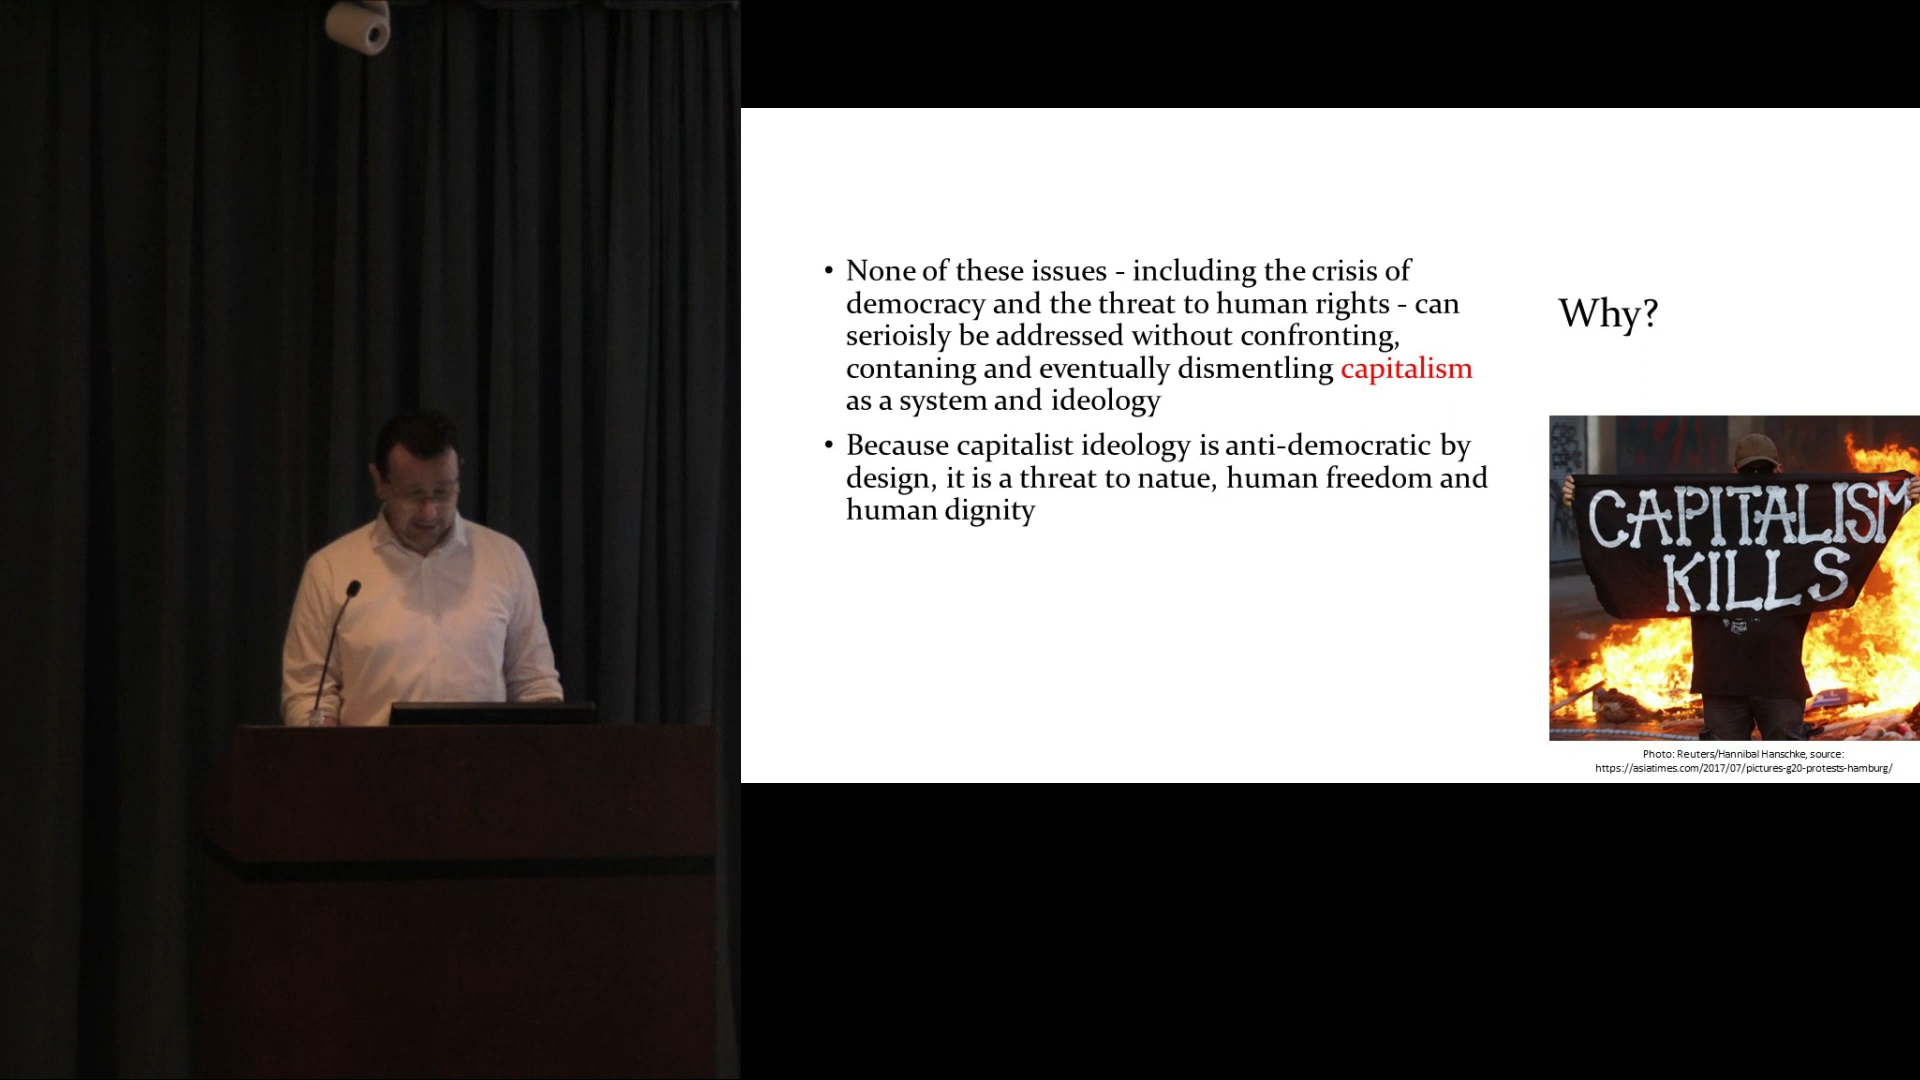 • None of these issues - including the crisis of
democracy and the threat to human rights - can
serioisly be addressed without confronting,
contaning and eventually dismentling capitalism
as a system and ideology
• Because capitalist ideology is anti-democratic by
design, it is a threat to natue, human freedom and
human dignity
Why?
CAPITALISM
KILLS
Photo: Reuters/Hannibal Hanschke, source:
https://asiatimes.com/2017/07/pictures-g20-protests-hamburg/